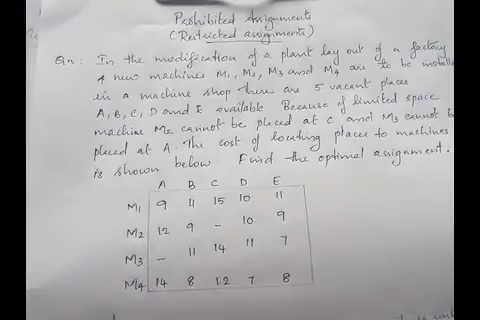 Prohibited Assignments
(Restricted assignments)
Qn: In the modification of a plant lay out of a factory
4 new machines M1, M2, M3 and M4 are to be
in a machine shop There are 5 vacant places
A, B, C, D and E available Because of limited space
machine M2 cannot be placed at C and M3 cannot
placed at A. The cost of locating places to machines
is shown below. Find the optimal assignment.
A B C D E
M1 9 11 15 10 11
M2 12 9 - 10 9
M3 - 11 14 11 7
M4 14 8 12 7 8